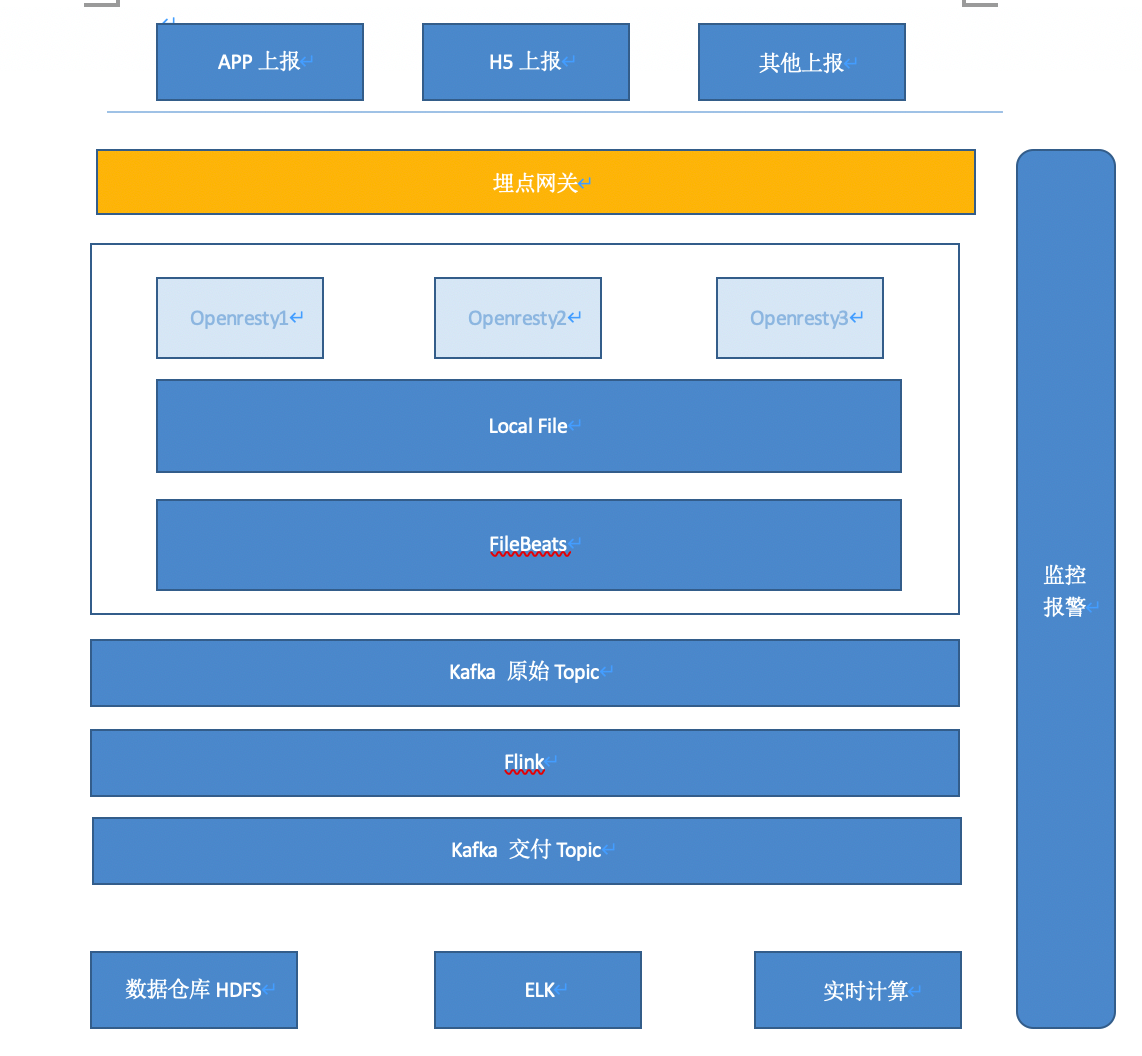 APP 上报
H5 上报
其他上报
埋点网关
Openresty1
Openresty2
Openresty3
Local File
FileBeats
监控
报警
Kafka 原始 Topic
Flink
Kafka 交付 Topic
数据仓库 HDFS
ELK
实时计算